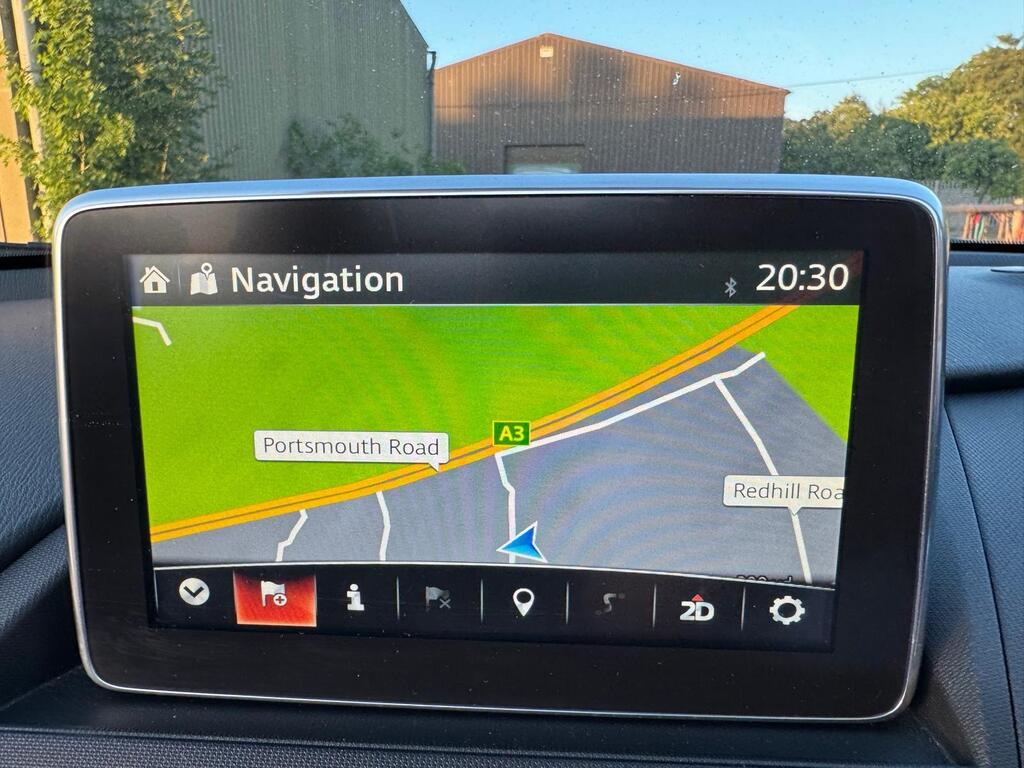 Navigation
20:30
A3
Portsmouth Road
Redhill Roa
2D